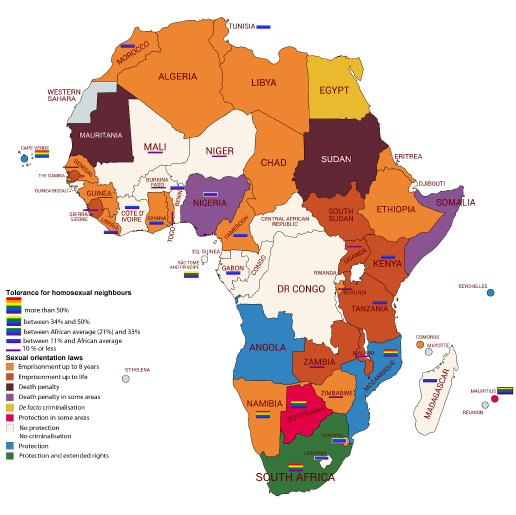 TUNISIA
MOROCCO
ALGERIA
LIBYA
EGYPT
WESTERN
SAHARA
MAURITANIA
MALI
NIGER
CHAD
SUDAN
ERITREA
CAPE VERDE
SENEGAL
THE GAMBIA
GUINEA-BISSAU
GUINEA
SIERRA
LEONE
LIBERIA
CÔTE D'
IVOIRE
BURKINA
FASO
GHANA
TOGO
BENIN
NIGERIA
CAMEROON
CENTRAL AFRICAN
REPUBLIC
SOUTH
SUDAN
ETHIOPIA
DJIBOUTI
SOMALIA
EQ. GUINEA
SÃO TOMÉ
AND PRÍNCIPE
GABON
CONGO
DR CONGO
UGANDA
KENYA
RWANDA
BURUNDI
TANZANIA
SEYCHELLES
COMOROS
MAYOTTE
ANGOLA
ZAMBIA
MALAWI
MOZAMBIQUE
MADAGASCAR
MAURITIUS
RÉUNION
ZIMBABWE
NAMIBIA
BOTSWANA
LESOTHO
SOUTH AFRICA
ST.HELENA
Tolerance for homosexual neighbours
more than 50%
between 34% and 50%
between African average (21%) and 33%
between 11% and African average
10 % or less
Sexual orientation laws
Emprisonment up to 8 years
Emprisonment up to life
Death penalty
Death penalty in some areas
De facto criminalisation
Protection in some areas
No protection
No criminalisation
Protection
Protection and extended rights